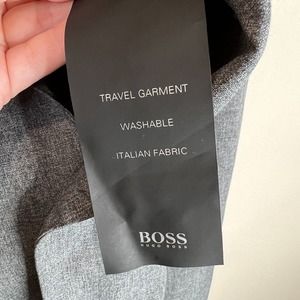 TRAVEL GARMENT
WASHABLE
ITALIAN FABRIC
BOSS
HUGO BOSS